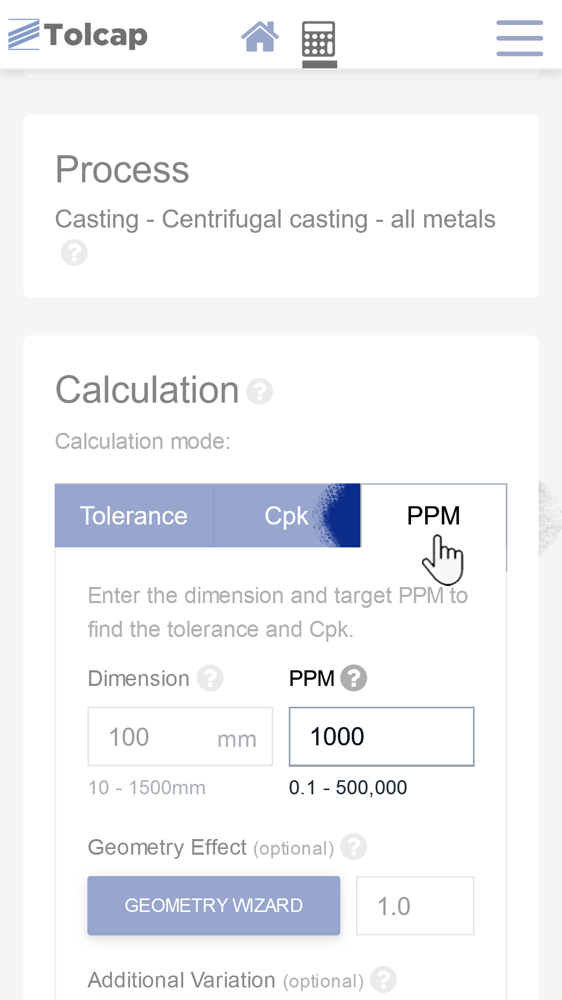 Tolcap
Process
Casting - Centrifugal casting - all metals
?
Calculation ?
Calculation mode:
Tolerance Cpk PPM
Enter the dimension and target PPM to
find the tolerance and Cpk.
Dimension ? PPM ?
100 mm 1000
10 - 1500mm 0.1 - 500,000
Geometry Effect (optional) ?
GEOMETRY WIZARD 1.0
Additional Variation (optional) ?